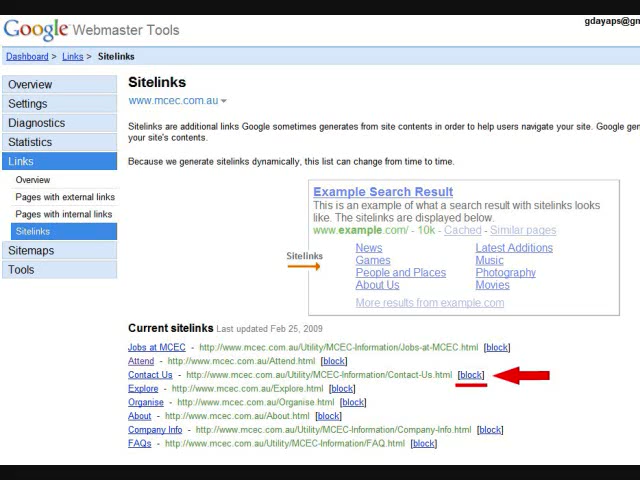 gdayaps@gm
Google Webmaster Tools
Dashboard > Links > Sitelinks
Overview
Settings
Diagnostics
Statistics
Links
Overview
Pages with external links
Pages with internal links
Sitelinks
Sitemaps
Tools
Sitelinks
www.mcec.com.au
Sitelinks are additional links Google sometimes generates from site contents in order to help users navigate your site. Google gen
your site's contents.
Because we generate sitelinks dynamically, this list can change from time to time.
Example Search Result
This is an example of what a search result with sitelinks looks
like. The sitelinks are displayed below.
www.example.com/ - 10k - Cached - Similar pages
Sitelinks
News Latest Additions
Games Music
People and Places Photography
About Us Movies
More results from example.com
Current sitelinks Last updated Feb 25, 2009
Jobs at MCEC - http://www.mcec.com.au/Utility/MCEC-Information/Jobs-at-MCEC.html [block]
Attend - http://www.mcec.com.au/Attend.html [block]
Contact Us - http://www.mcec.com.au/Utility/MCEC-Information/Contact-Us.html [block]
Explore - http://www.mcec.com.au/Explore.html [block]
Organise - http://www.mcec.com.au/Organise.html [block]
About - http://www.mcec.com.au/About.html [block]
Company Info - http://www.mcec.com.au/Utility/MCEC-Information/Company-Info.html [block]
FAQs - http://www.mcec.com.au/Utility/MCEC-Information/FAQ.html [block]